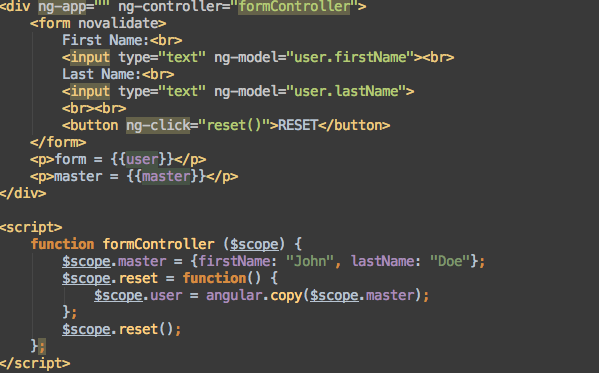 <div ng-app="" ng-controller="formController">
<form novalidate>
First Name:<br>
<input type="text" ng-model="user.firstName"><br>
Last Name:<br>
<input type="text" ng-model="user.lastName">
<br><br>
<button ng-click="reset()">RESET</button>
</form>
<p>form = {{user}}</p>
<p>master = {{master}}</p>
</div>
<script>
function formController ($scope) {
$scope.master = {firstName: "John", lastName: "Doe"};
$scope.reset = function() {
$scope.user = angular.copy($scope.master);
};
$scope.reset();
};
</script>